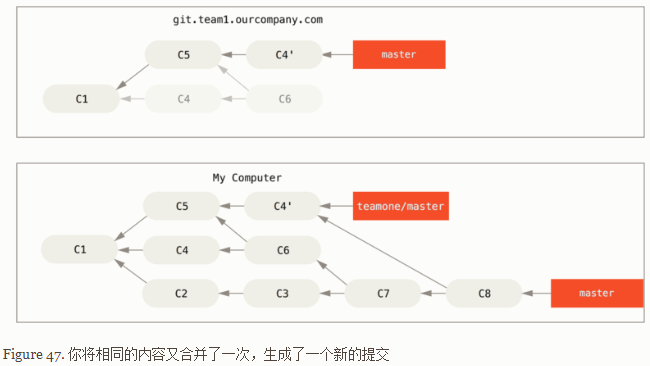 git.team1.ourcompany.com
C5
C4'
master
C1
C4
C6
My Computer
C5
C4'
teamone/master
C1
C4
C6
C2
C3
C7
C8
master
Figure 47. 你将相同的内容又合并了一次，生成了一个新的提交